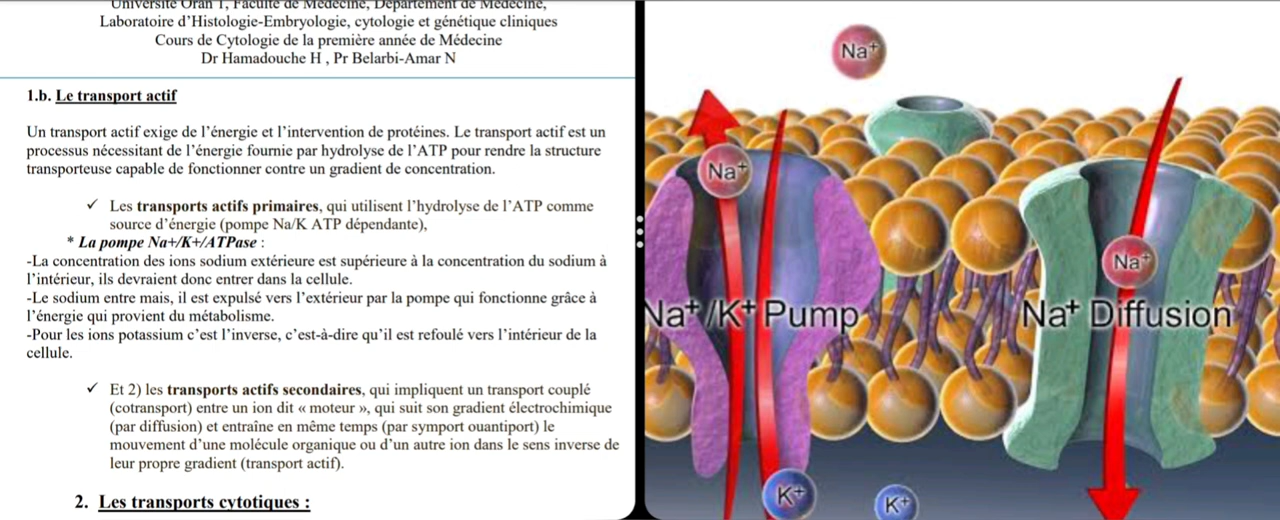 Université Oran 1, Faculté de Médecine, Département de Médecine,
Laboratoire d’Histologie-Embryologie, cytologie et génétique cliniques
Cours de Cytologie de la première année de Médecine
Dr Hamadouche H , Pr Belarbi-Amar N
1.b. Le transport actif
Un transport actif exige de l’énergie et l’intervention de protéines. Le transport actif est un
processus nécessitant de l’énergie fournie par hydrolyse de l’ATP pour rendre la structure
transporteuse capable de fonctionner contre un gradient de concentration.
✓ Les transports actifs primaires, qui utilisent l’hydrolyse de l’ATP comme
source d’énergie (pompe Na/K ATP dépendante),
* La pompe Na+/K+/ATPase :
-La concentration des ions sodium extérieure est supérieure à la concentration du sodium à
l’intérieur, ils devraient donc entrer dans la cellule.
-Le sodium entre mais, il est expulsé vers l’extérieur par la pompe qui fonctionne grâce à
l’énergie qui provient du métabolisme.
-Pour les ions potassium c’est l’inverse, c’est-à-dire qu’il est refoulé vers l’intérieur de la
cellule.
✓ Et 2) les transports actifs secondaires, qui impliquent un transport couplé
(cotransport) entre un ion dit « moteur », qui suit son gradient électrochimique
(par diffusion) et entraîne en même temps (par symport ouantiport) le
mouvement d’une molécule organique ou d’un autre ion dans le sens inverse de
leur propre gradient (transport actif).
2. Les transports cytotiques :
Na⁺
Na⁺
Na⁺
Na⁺/K⁺ Pump
Na⁺ Diffusion
K⁺
K⁺